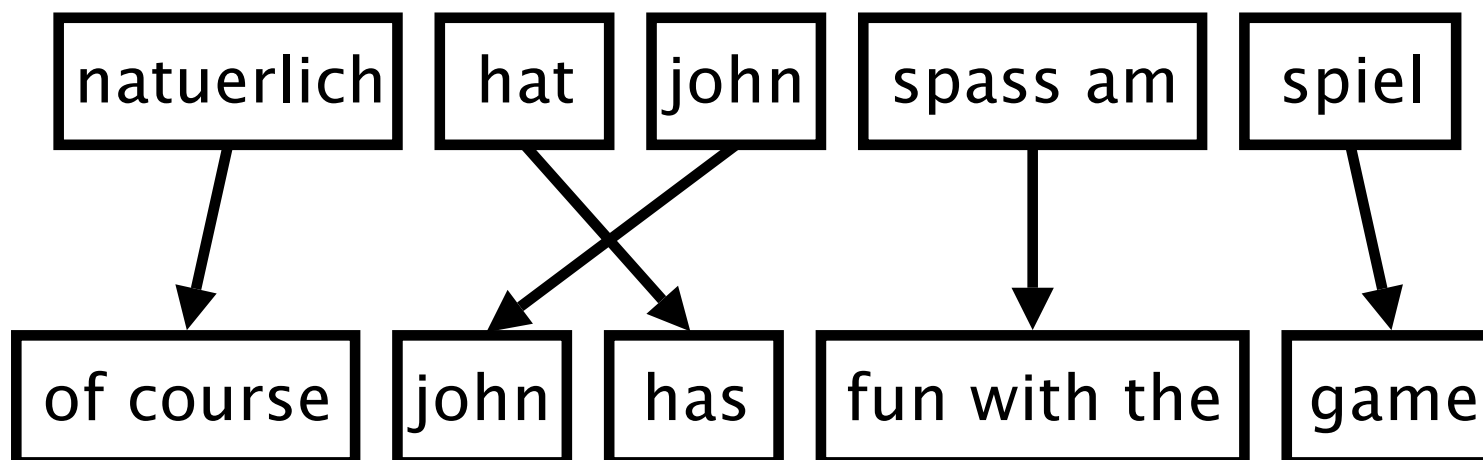 natuerlich hat john spass am spiel
of course john has fun with the game